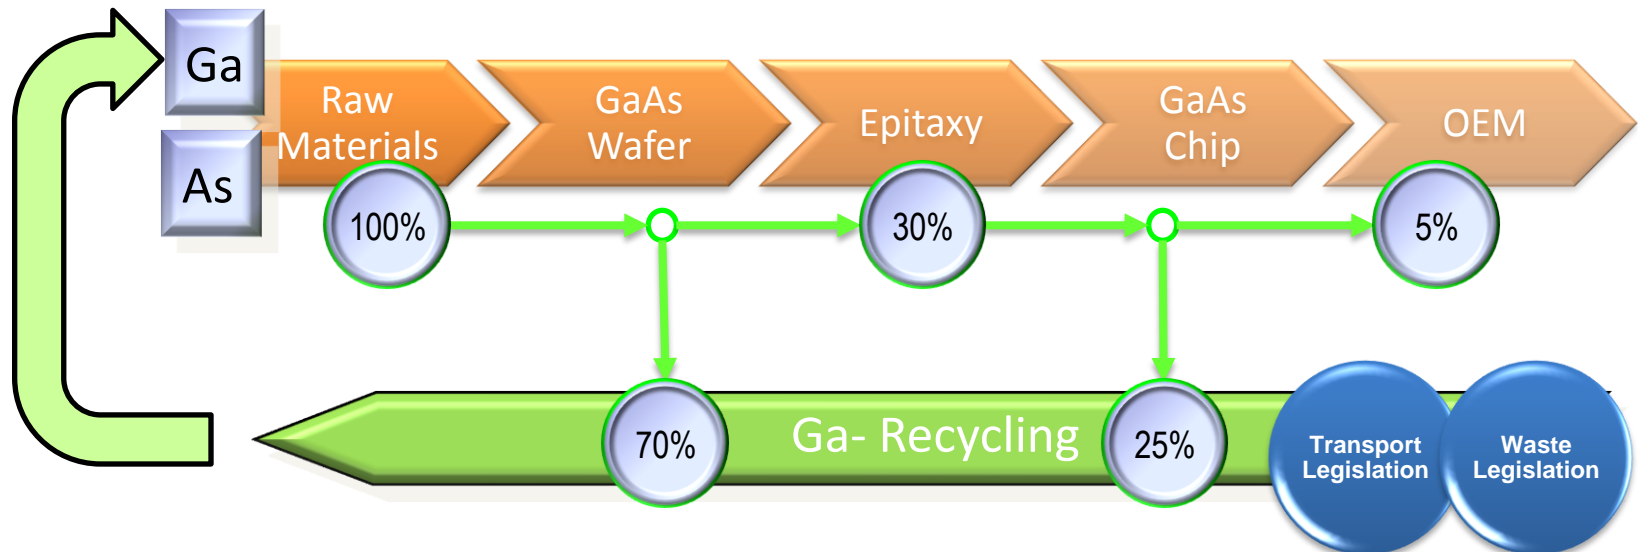 Ga
As
Raw
Materials
GaAs
Wafer
Epitaxy
GaAs
Chip
OEM
100%
30%
5%
70%
Ga- Recycling
25%
Transport
Legislation
Waste
Legislation